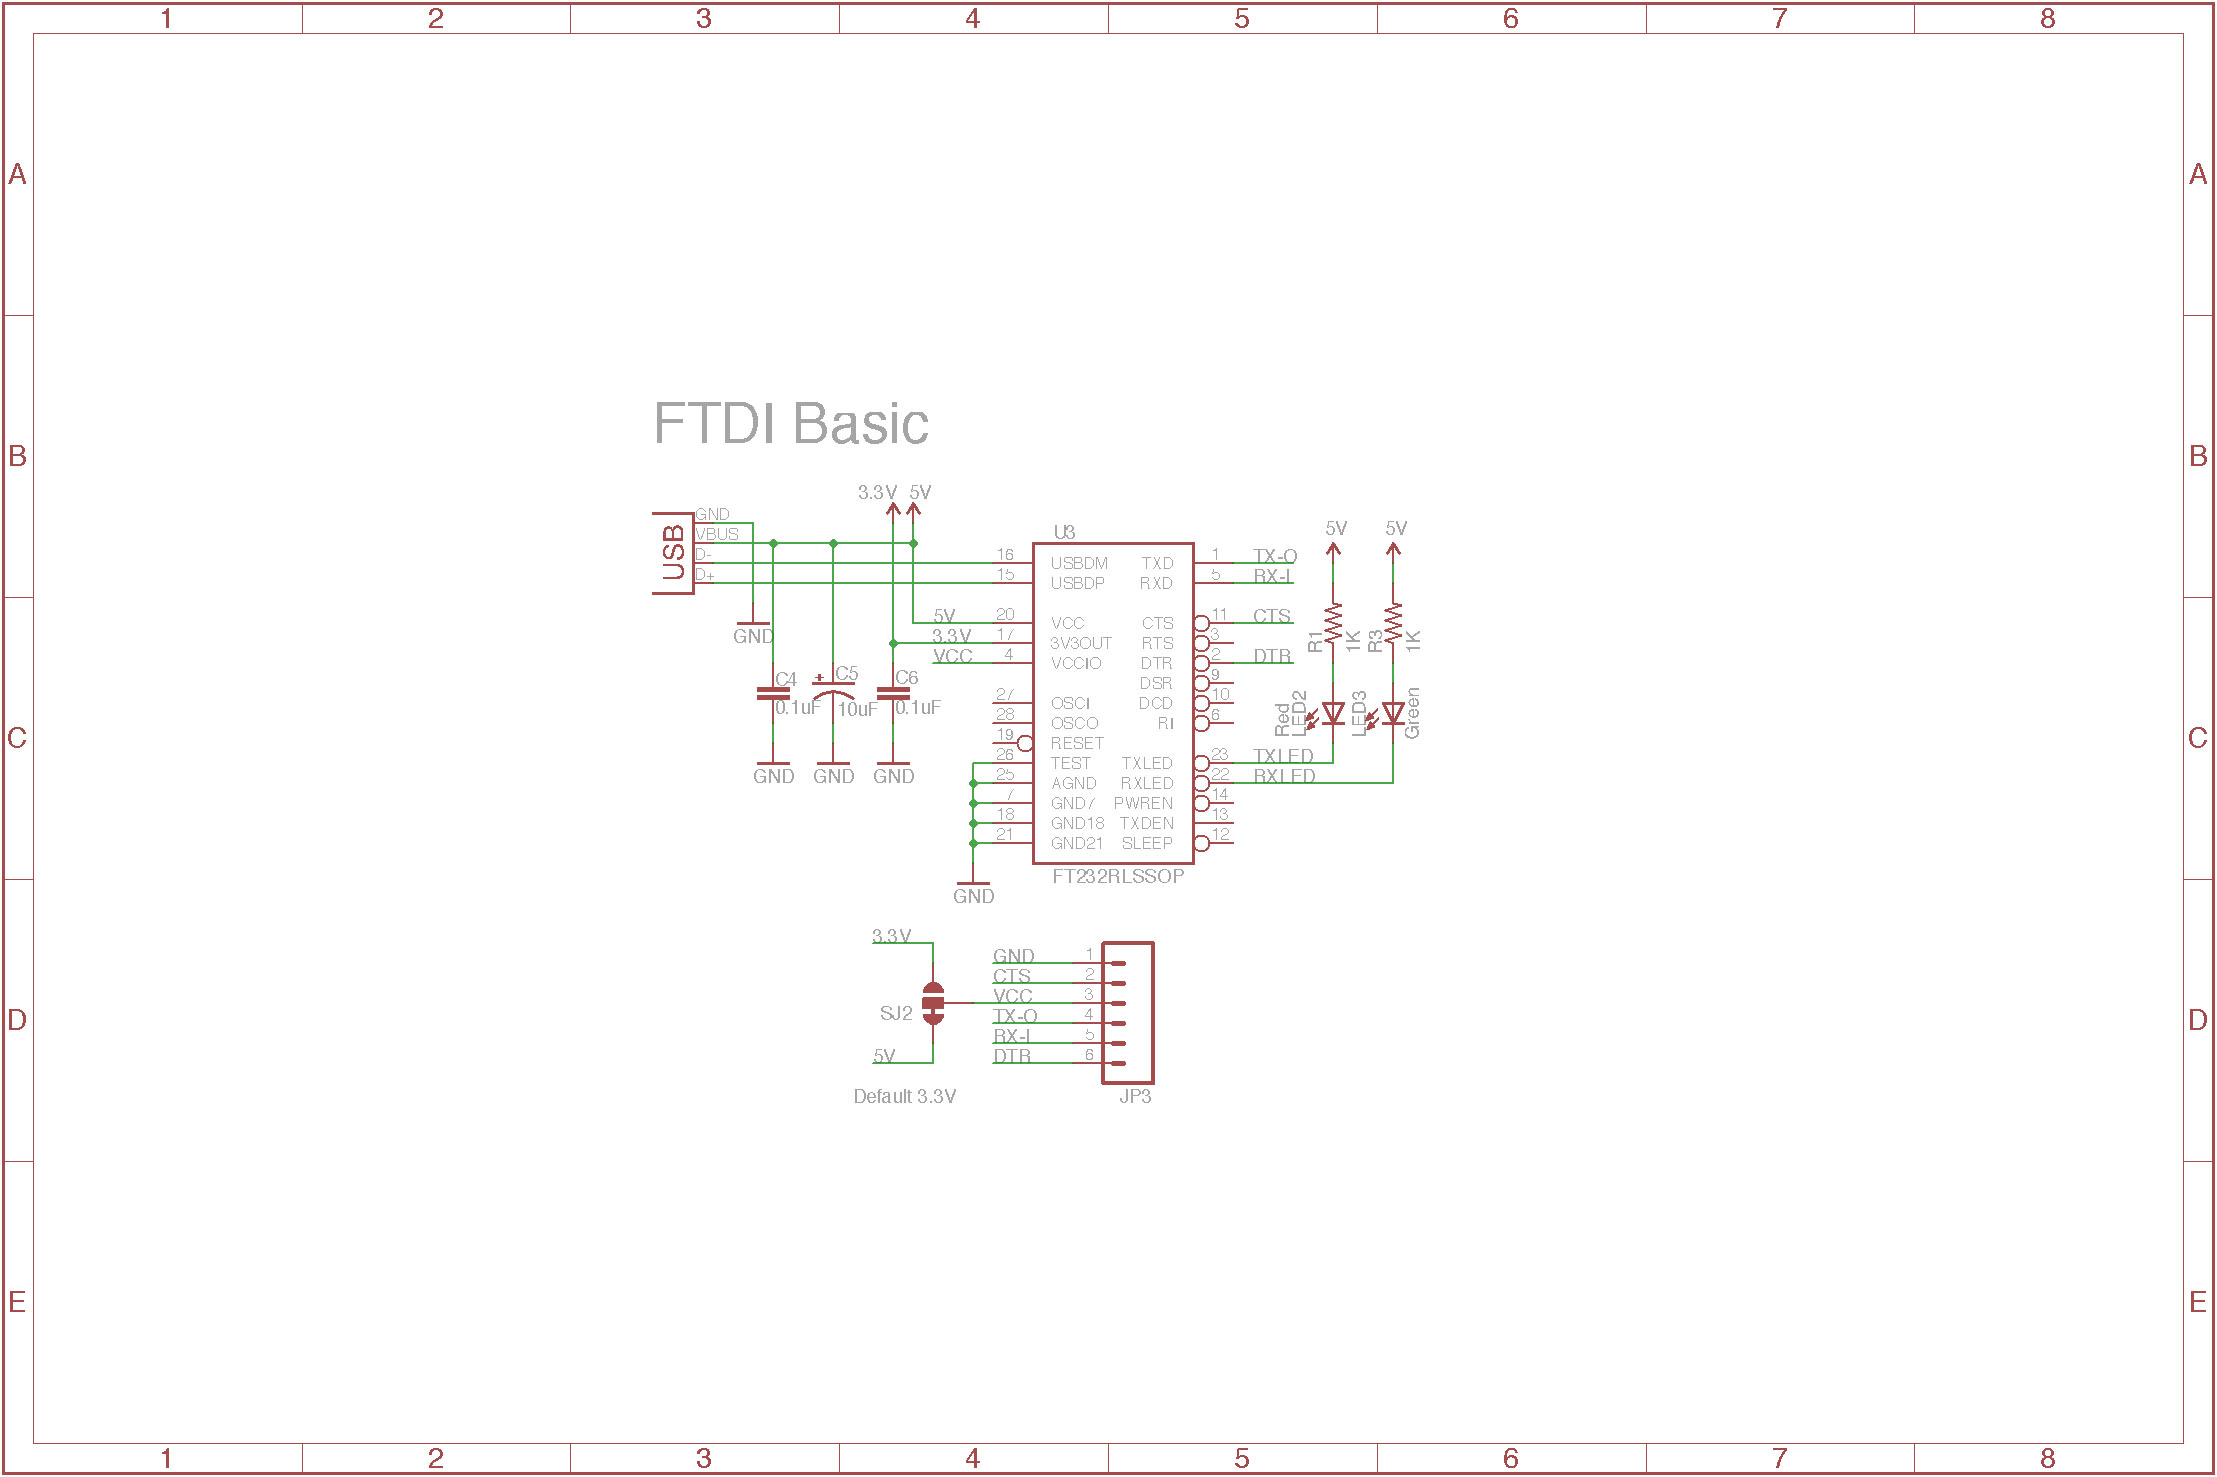 1 2 3 4 5 6 7 8
A A
B B
FTDI Basic
3.3V 5V
USB
GND
VBUS
D-
D+
GND
5V
3.3V
VCC
C4
0.1uF
C5
10uF
C6
0.1uF
GND GND GND
U3
16 USBDM TXD 1 TX-O
15 USBDP RXD 5 RX-I
20 VCC CTS 11 CTS
17 3V3OUT RTS 3
4 VCCIO DTR 2 DTR
DSR 9
27 OSCI DCD 10
28 OSCO RI 6
19 RESET
26 TEST TXLED 23 TXLED
25 AGND RXLED 22 RXLED
7 GND7 PWREN 14
18 GND18 TXDEN 13
21 GND21 SLEEP 12
FT232RLSSOP
GND
5V 5V
R1
1K
R3
1K
Red
LED2
LED3
Green
C C
3.3V
SJ2
5V
Default 3.3V
GND 1
CTS 2
VCC 3
TX-O 4
RX-I 5
DTR 6
JP3
D D
E E
1 2 3 4 5 6 7 8